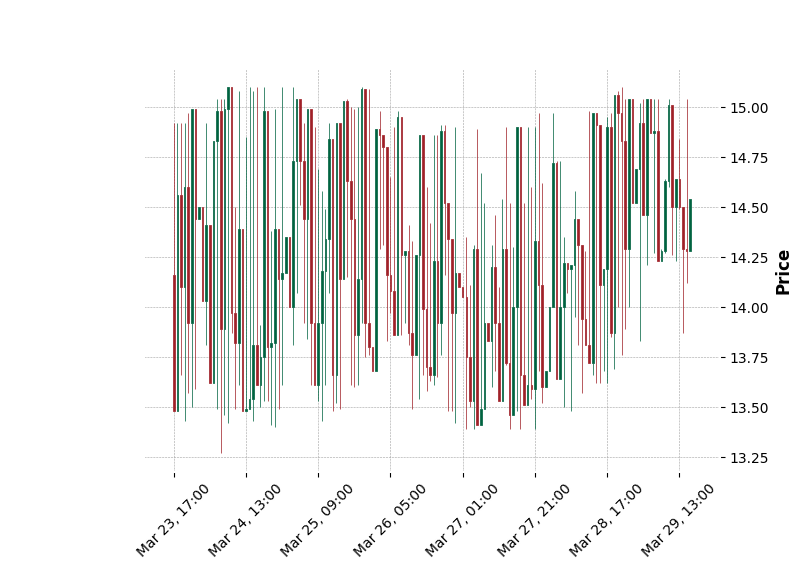 15.00
14.75
14.50
14.25
14.00
13.75
13.50
13.25
Price
Mar 23, 17:00
Mar 24, 13:00
Mar 25, 09:00
Mar 26, 05:00
Mar 27, 01:00
Mar 27, 21:00
Mar 28, 17:00
Mar 29, 13:00